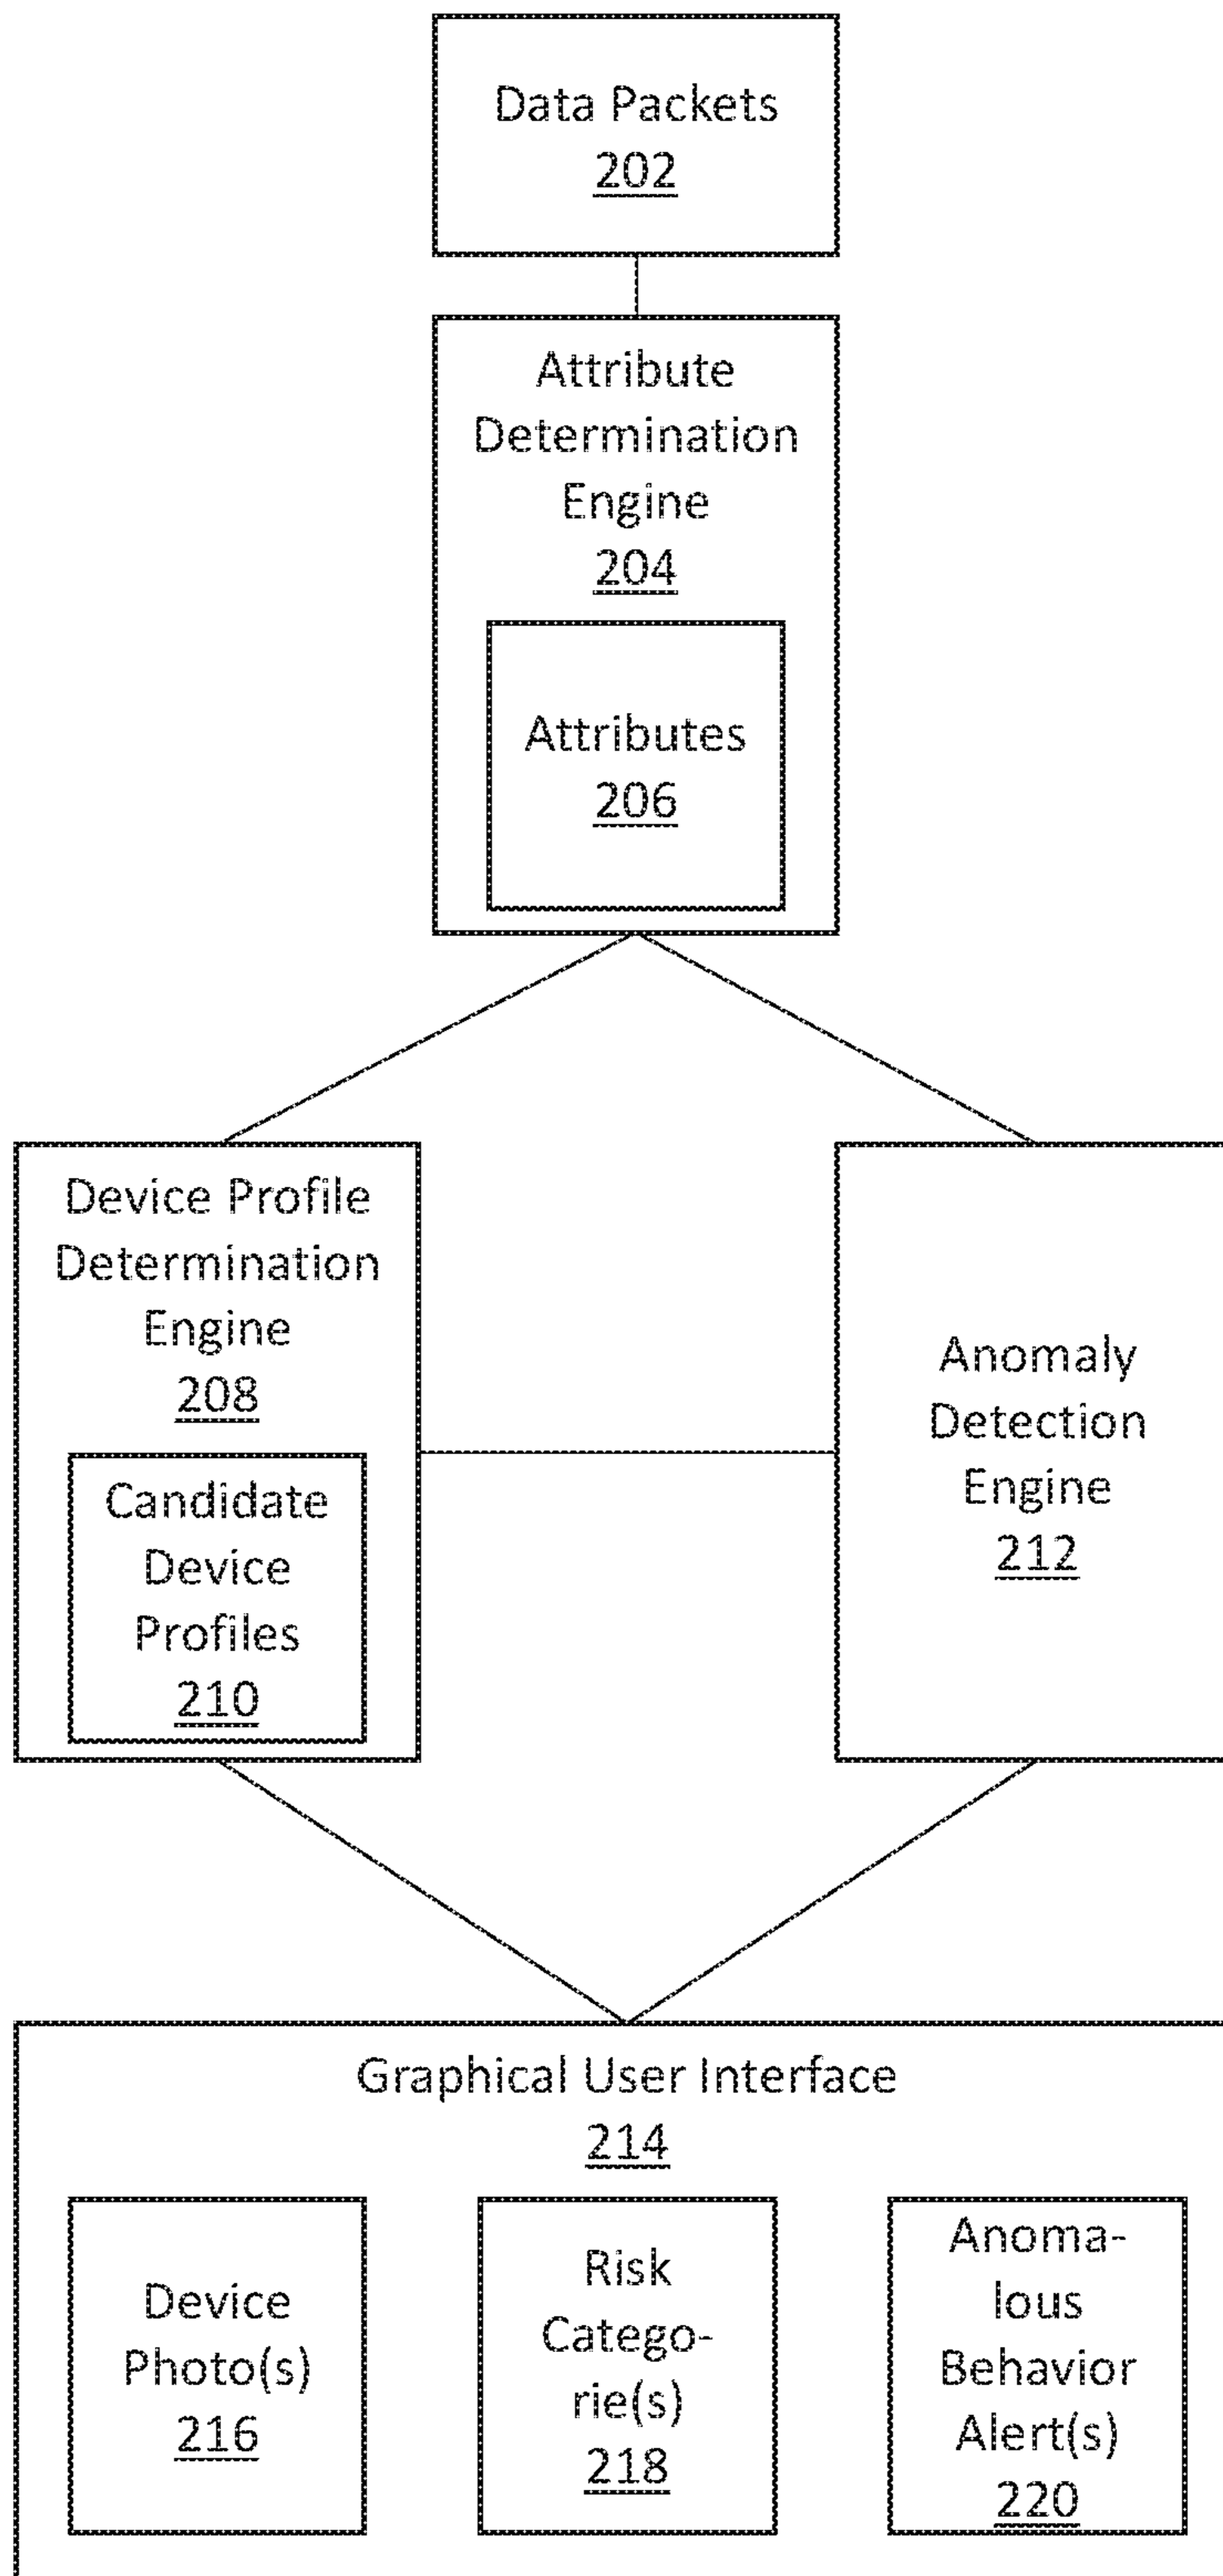 Data Packets
202
Attribute
Determination
Engine
204
Attributes
206
Device Profile
Determination
Engine
208
Candidate
Device
Profiles
210
Anomaly
Detection
Engine
212
Graphical User Interface
214
Device
Photo(s)
216
Risk
Catego-
rie(s)
218
Anoma-
lous
Behavior
Alert(s)
220